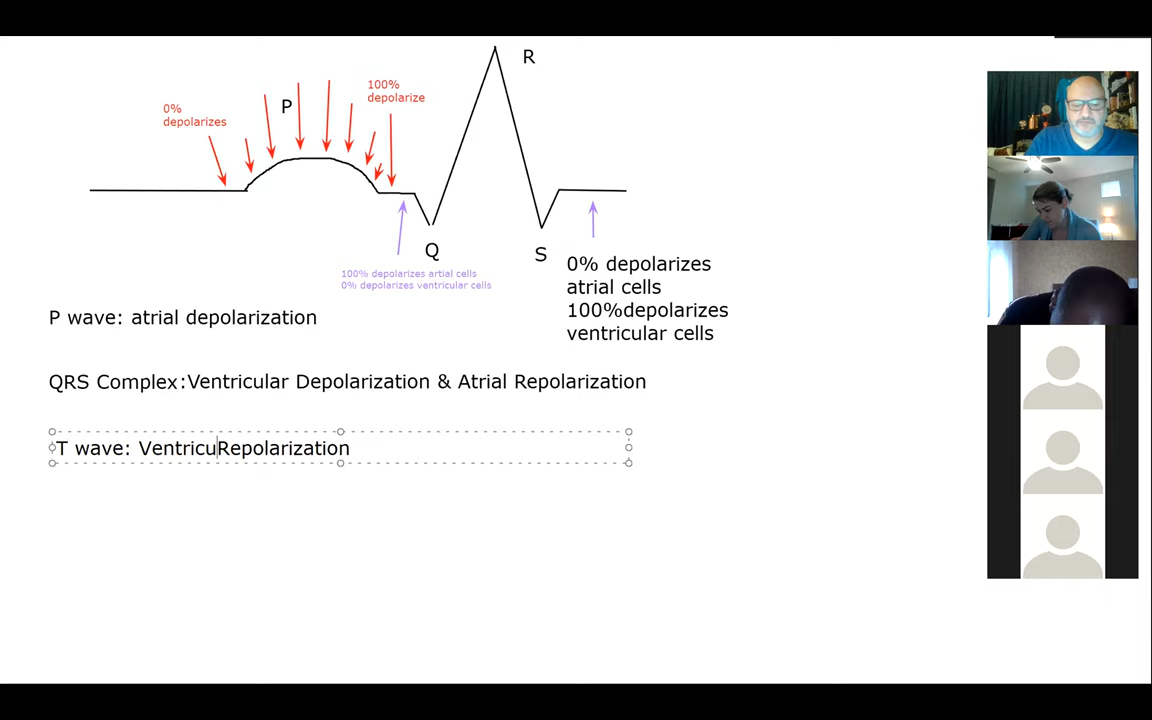 R
100%
depolarize
P
0%
depolarizes
Q
S
100% depolarizes artial cells
0% depolarizes ventricular cells
0% depolarizes
atrial cells
100%depolarizes
ventricular cells
P wave: atrial depolarization
QRS Complex:Ventricular Depolarization & Atrial Repolarization
T wave: VentricuRepolarization